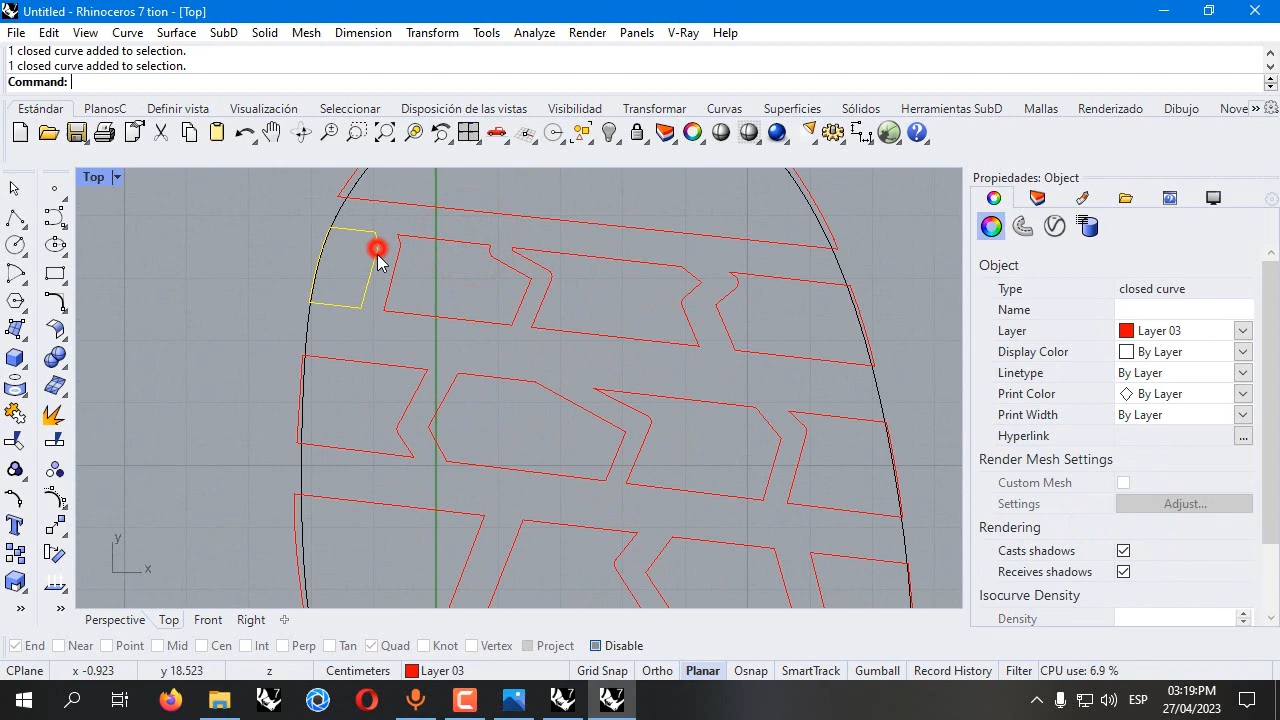 Untitled - Rhinoceros 7 tion - [Top]
File Edit View Curve Surface SubD Solid Mesh Dimension Transform Tools Analyze Render Panels V-Ray Help
1 closed curve added to selection.
1 closed curve added to selection.
Command:
Estándar PlanosC Definir vista Visualización Seleccionar Disposición de las vistas Visibilidad Transformar Curvas Superficies Sólidos Herramientas SubD Mallas Renderizado Dibujo Nove »
Top
Propiedades: Object
Object
Type closed curve
Name
Layer Layer 03
Display Color By Layer
Linetype By Layer
Print Color By Layer
Print Width By Layer
Hyperlink ...
Render Mesh Settings
Custom Mesh
Settings Adjust...
Rendering
Casts shadows
Receives shadows
Isocurve Density
Density
y
x
Perspective Top Front Right
End Near Point Mid Cen Int Perp Tan Quad Knot Vertex Project Disable
CPlane x -0.923 y 18.523 z Centimeters Layer 03 Grid Snap Ortho Planar Osnap SmartTrack Gumball Record History Filter CPU use: 6.9 %
ESP
03:19:PM
27/04/2023